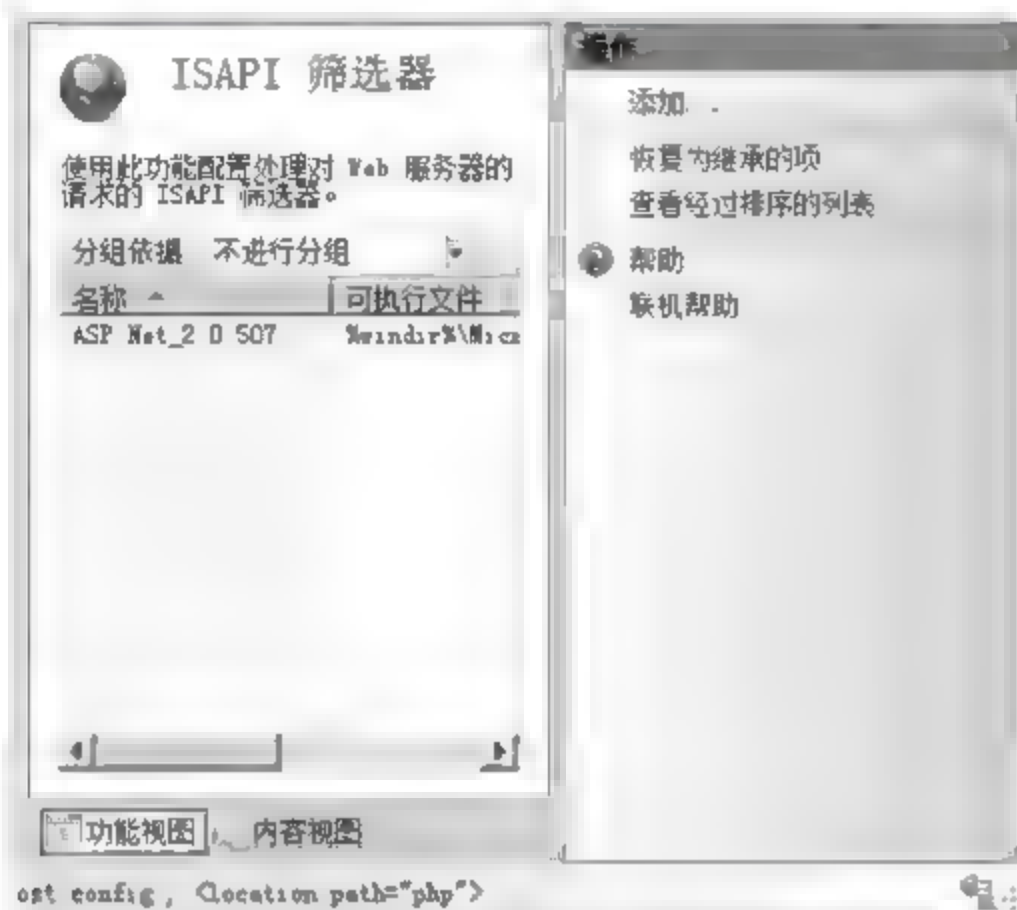 ISAPI 筛选器
使用此功能配置处理对 Web 服务器的
请求的 ISAPI 筛选器。
分组依据 不进行分组
名称 可执行文件
ASP Net_2 0 507 %windir%\Micr
功能视图 内容视图
ost config, <location path="php">
添加...
恢复为继承的项
查看经过排序的列表
帮助
联机帮助